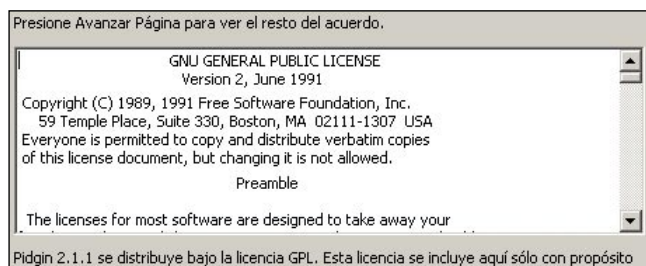 Presione Avanzar Página para ver el resto del acuerdo.
GNU GENERAL PUBLIC LICENSE
Version 2, June 1991
Copyright (C) 1989, 1991 Free Software Foundation, Inc.
59 Temple Place, Suite 330, Boston, MA 02111-1307 USA
Everyone is permitted to copy and distribute verbatim copies
of this license document, but changing it is not allowed.
Preamble
The licenses for most software are designed to take away your
Pidgin 2.1.1 se distribuye bajo la licencia GPL. Esta licencia se incluye aquí sólo con propósito